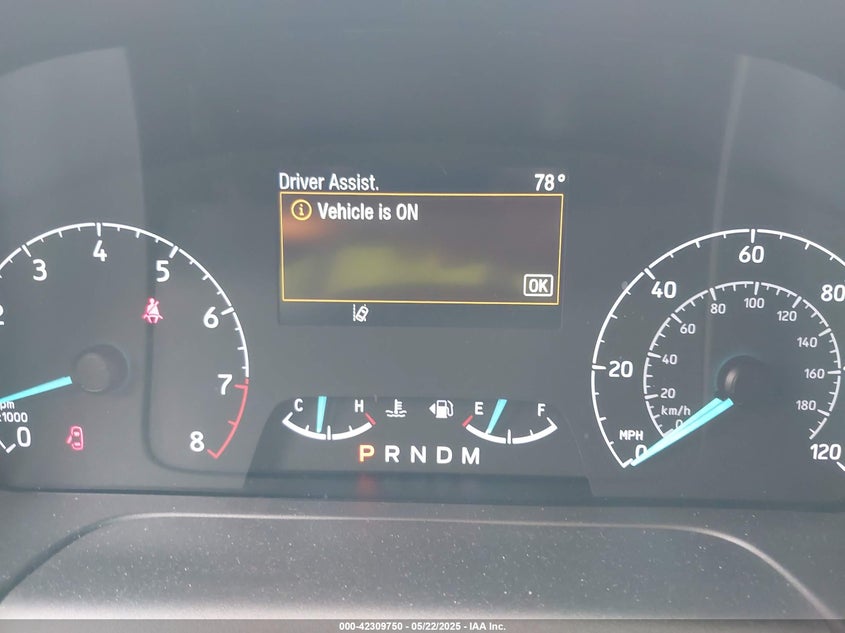 Driver Assist. 78°
Vehicle is ON
OK
2 3 4 5 6 7 8
0
x1000
C H
E F
P R N D M
0 20 40 60 80 120
MPH
km/h
0 20 40 60 80 100 120 140 160 180
000-42309750 - 05/22/2025 - IAA Inc.